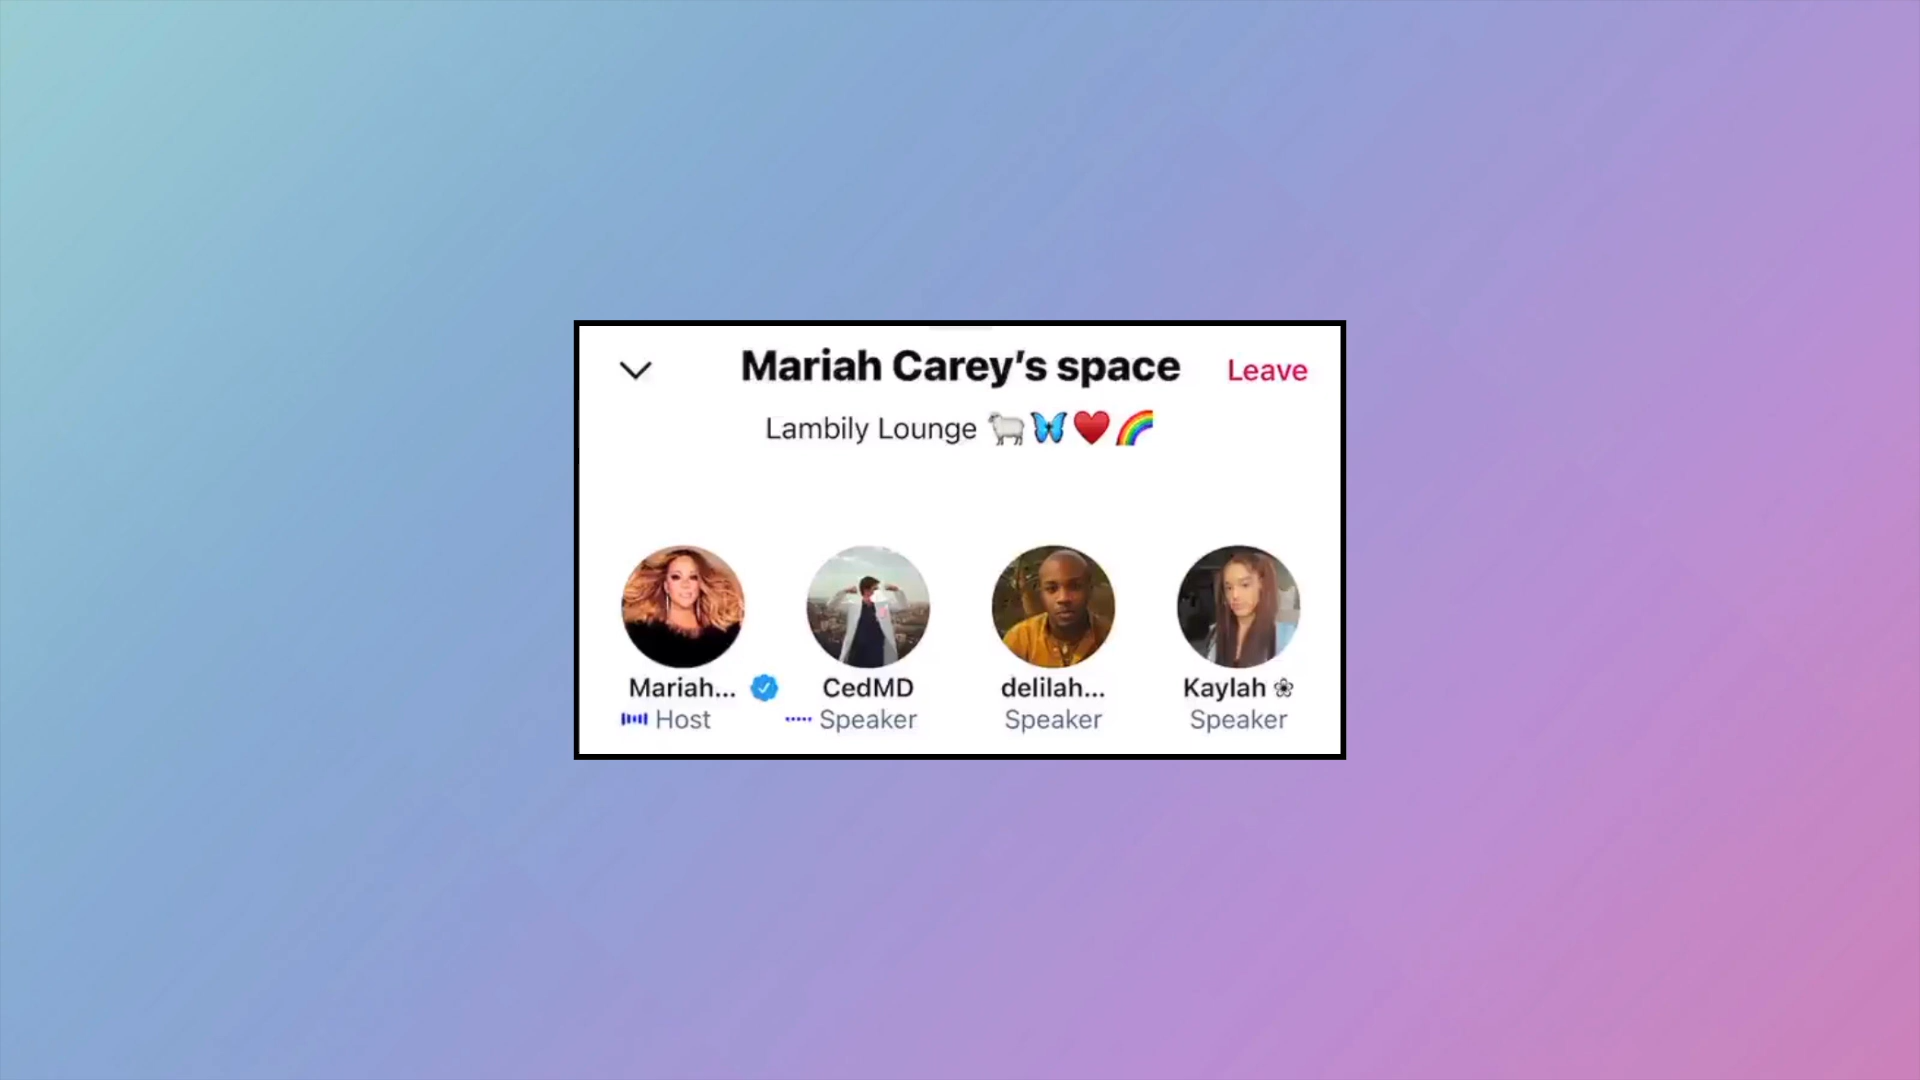 Mariah Carey's space
Leave
Lambily Lounge 🐑🦋❤️🌈
Mariah...
Host
CedMD
Speaker
delilah...
Speaker
Kaylah ❀
Speaker